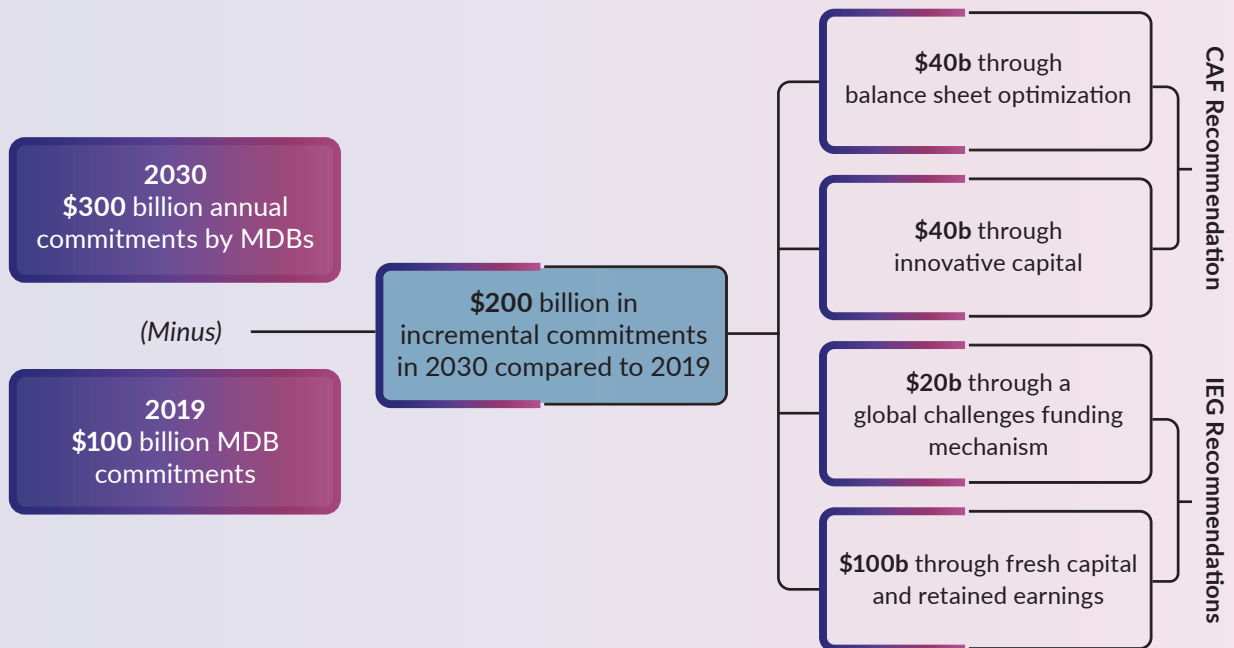 2030
$300 billion annual
commitments by MDBs
(Minus)
2019
$100 billion MDB
commitments
$200 billion in
incremental commitments
in 2030 compared to 2019
$40b through
balance sheet optimization
$40b through
innovative capital
$20b through a
global challenges funding
mechanism
$100b through fresh capital
and retained earnings
CAF Recommendation
IEG Recommendations